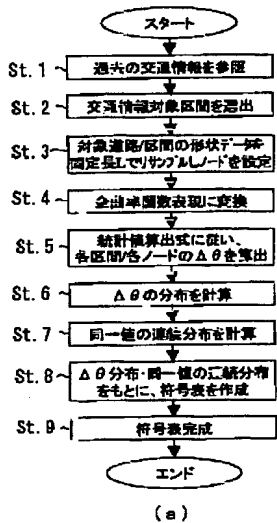 スタート
St. 1
過去の交通情報を参照
St. 2
交通情報対象区間を選出
St. 3
対象道路/区間の形状データを
固定長Lでリサンプルしノードを設定
St. 4
全曲率関数表現に変換
St. 5
統計値算出式に従い、
各区間/各ノードのΔθを算出
St. 6
Δθの分布を計算
St. 7
同一値の連続分布を計算
St. 8
Δθ分布・同一値の連続分布
をもとに、符号表を作成
St. 9
符号表完成
エンド
(a)